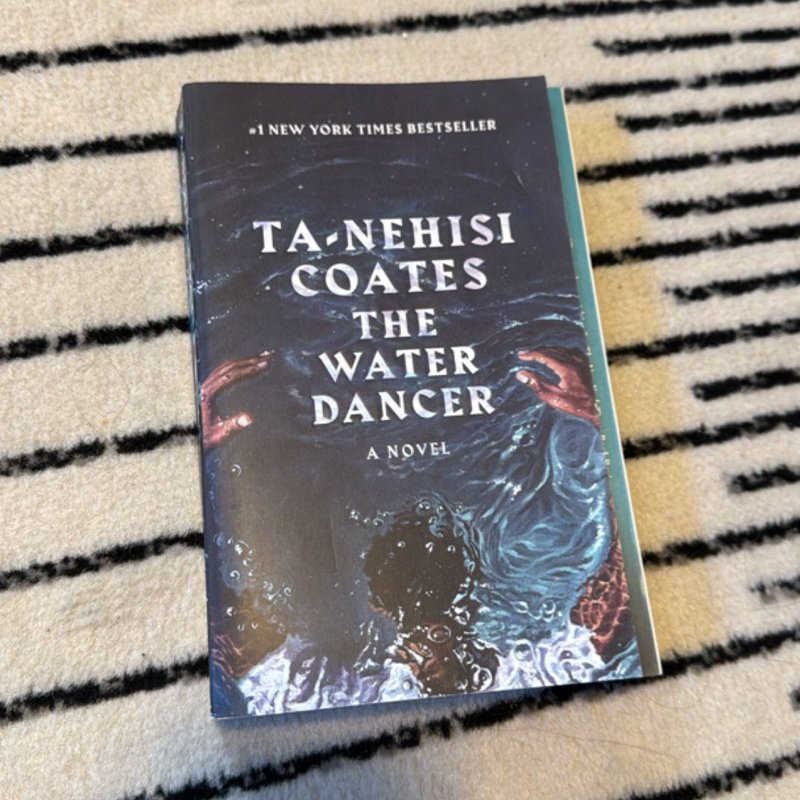 #1 NEW YORK TIMES BESTSELLER
TA-NEHISI
COATES
THE
WATER
DANCER
A NOVEL